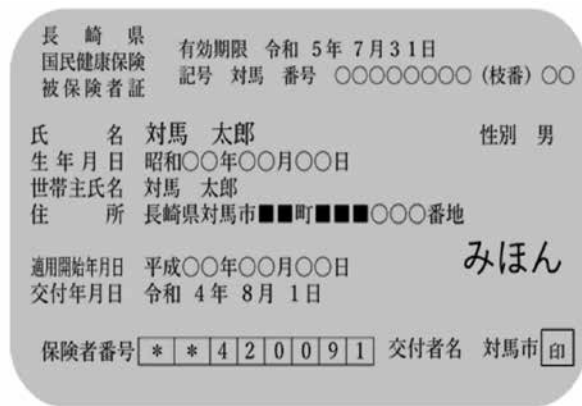 長崎県
国民健康保険
被保険者証
有効期限 令和 5年 7月31日
記号 対馬 番号 ○○○○○○○○ (枝番) ○○
氏名 対馬 太郎 性別 男
生年月日 昭和○○年○○月○○日
世帯主氏名 対馬 太郎
住所 長崎県対馬市■■町■■■○○○番地
みほん
適用開始年月日 平成○○年○○月○○日
交付年月日 令和 4年 8月 1日
保険者番号 * * 4 2 0 0 9 1 交付者名 対馬市 印